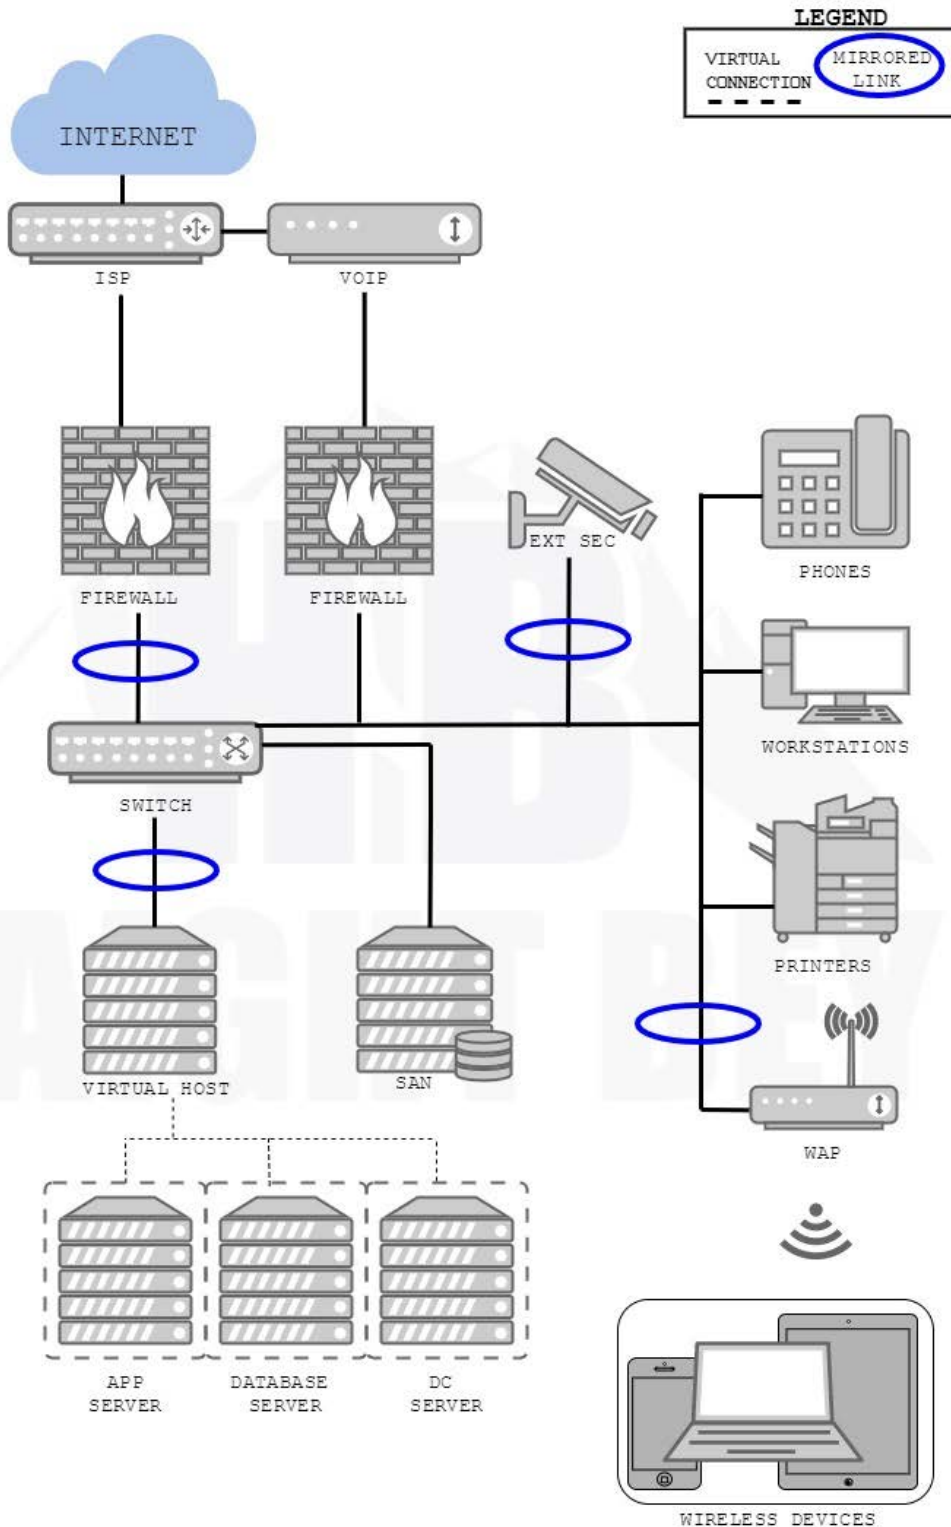 LEGEND
VIRTUAL
CONNECTION
MIRRORED
LINK
INTERNET
ISP
VOIP
EXT SEC
FIREWALL
FIREWALL
PHONES
WORKSTATIONS
SWITCH
PRINTERS
VIRTUAL HOST
SAN
WAP
APP
SERVER
DATABASE
SERVER
DC
SERVER
WIRELESS DEVICES